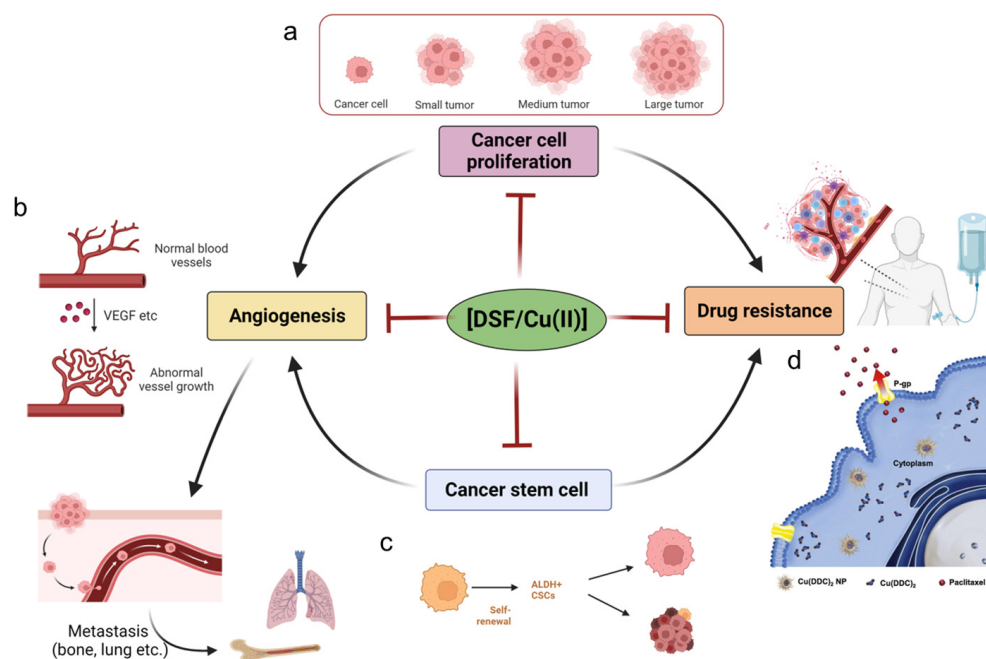 a
Cancer cell
Small tumor
Medium tumor
Large tumor
Cancer cell
proliferation
b
Normal blood
vessels
VEGF etc
Abnormal
vessel growth
Angiogenesis
[DSF/Cu(II)]
Drug resistance
d
P-gp
Cytoplasm
Cancer stem cell
c
ALDH+
CSCs
Self-
renewal
Cu(DDC)₂ NP
Cu(DDC)₂
Paclitaxel
Metastasis
(bone, lung etc.)